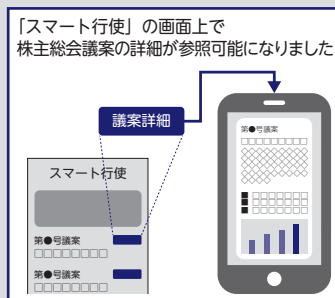 「スマート行使」の画面上で
株主総会議案の詳細が参照可能になりました
議案詳細
第●号議案
□□□□□□□□□
■□□□□□□□
■□□□□□□□
■□□□□□□□
スマート行使
第●号議案
□□□□□□□□
第●号議案
□□□□□□□□